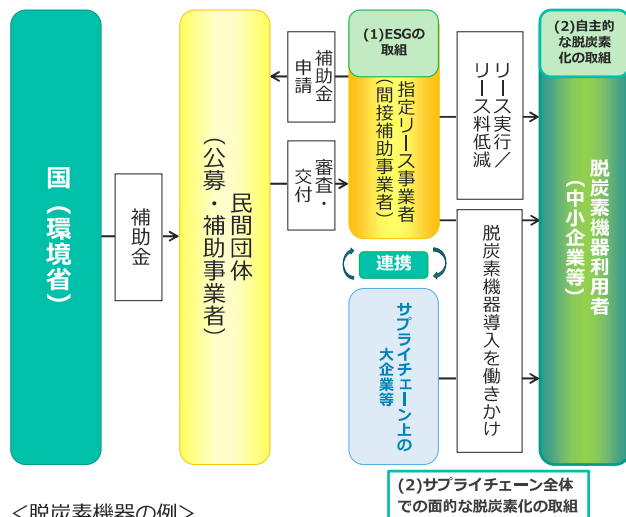 国（環境省）
補助金
民間団体
（公募・補助事業者）
補助金
申請
審査・
交付
(1)ESGの
取組
指定リース事業者
（間接補助事業者）
連携
サプライチェーン上の
大企業等
リース実行／
リース料低減
脱炭素機器導入を働きかけ
(2)自主的
な脱炭素
化の取組
脱炭素機器利用者
（中小企業等）
(2)サプライチェーン全体
での面的な脱炭素化の取組
＜脱炭素機器の例＞